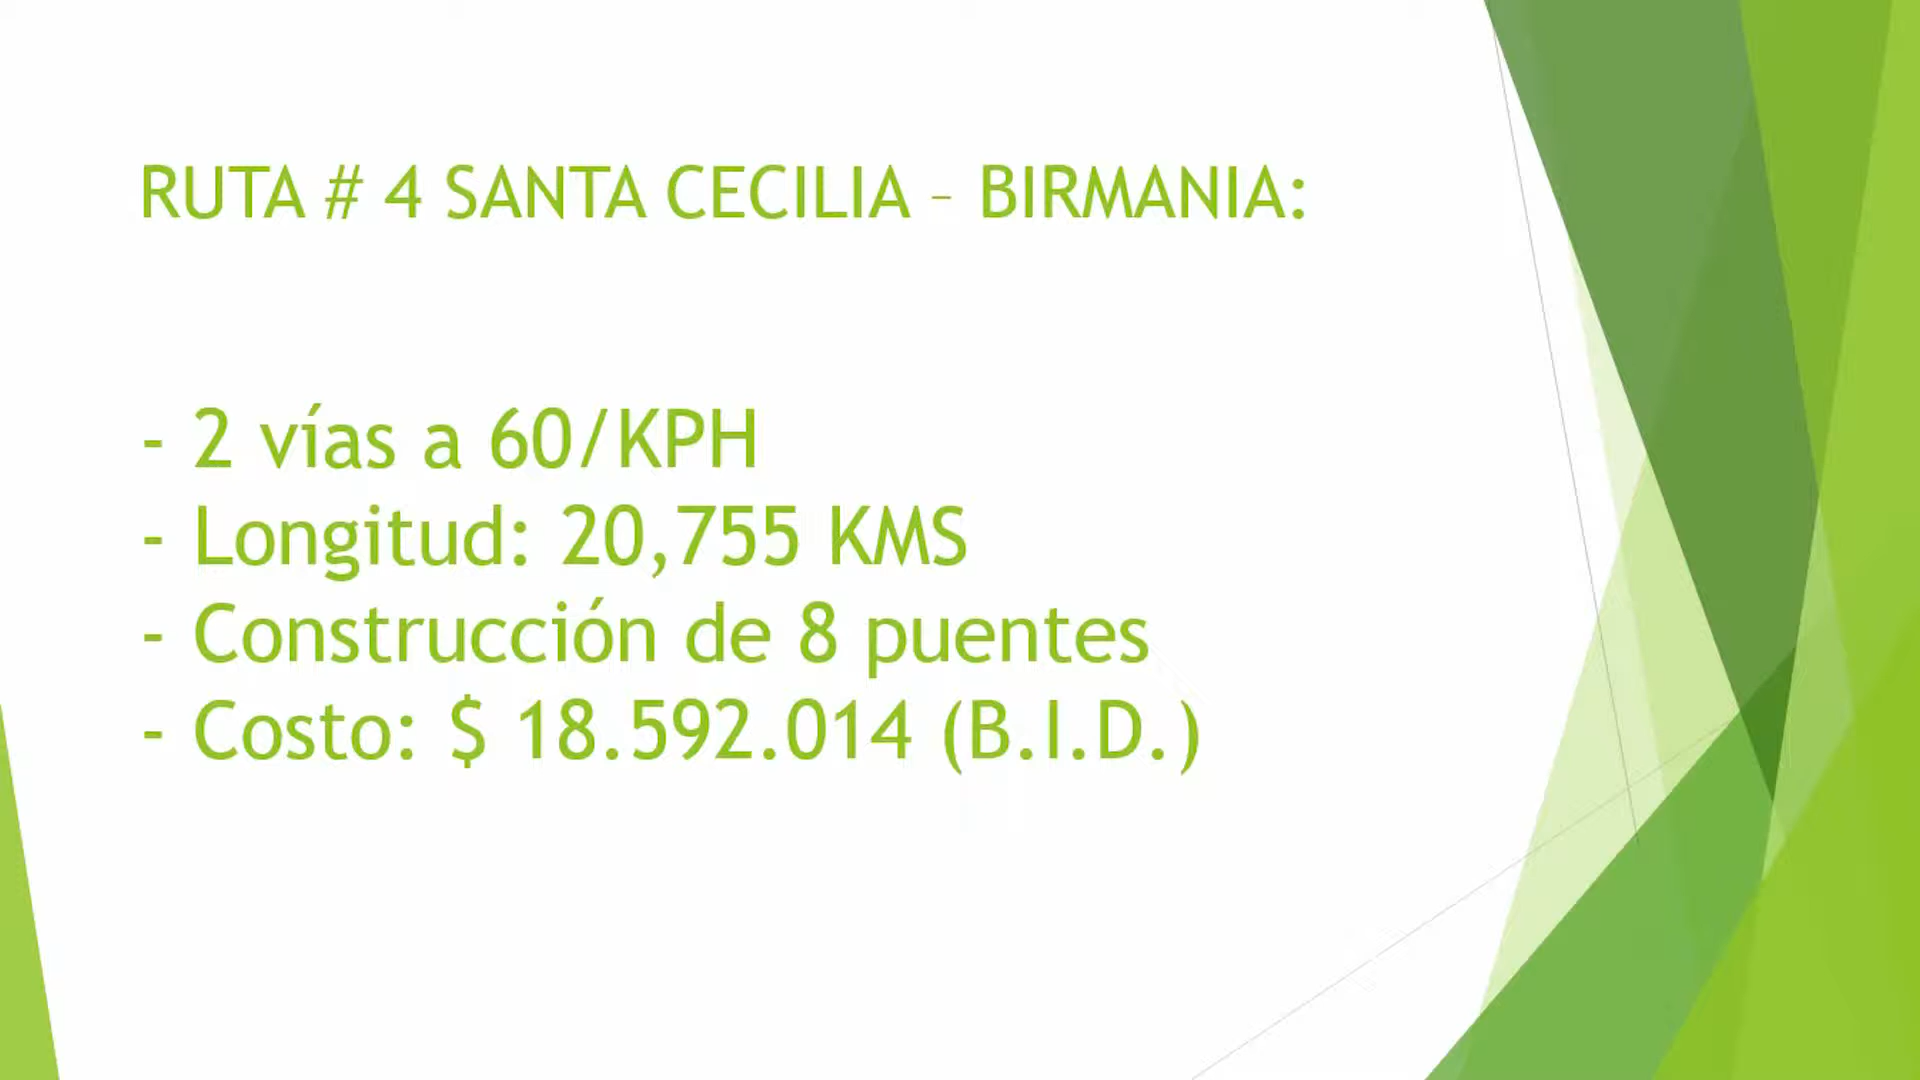 RUTA # 4 SANTA CECILIA – BIRMANIA:
- 2 vías a 60/KPH
- Longitud: 20,755 KMS
- Construcción de 8 puentes
- Costo: $ 18.592.014 (B.I.D.)